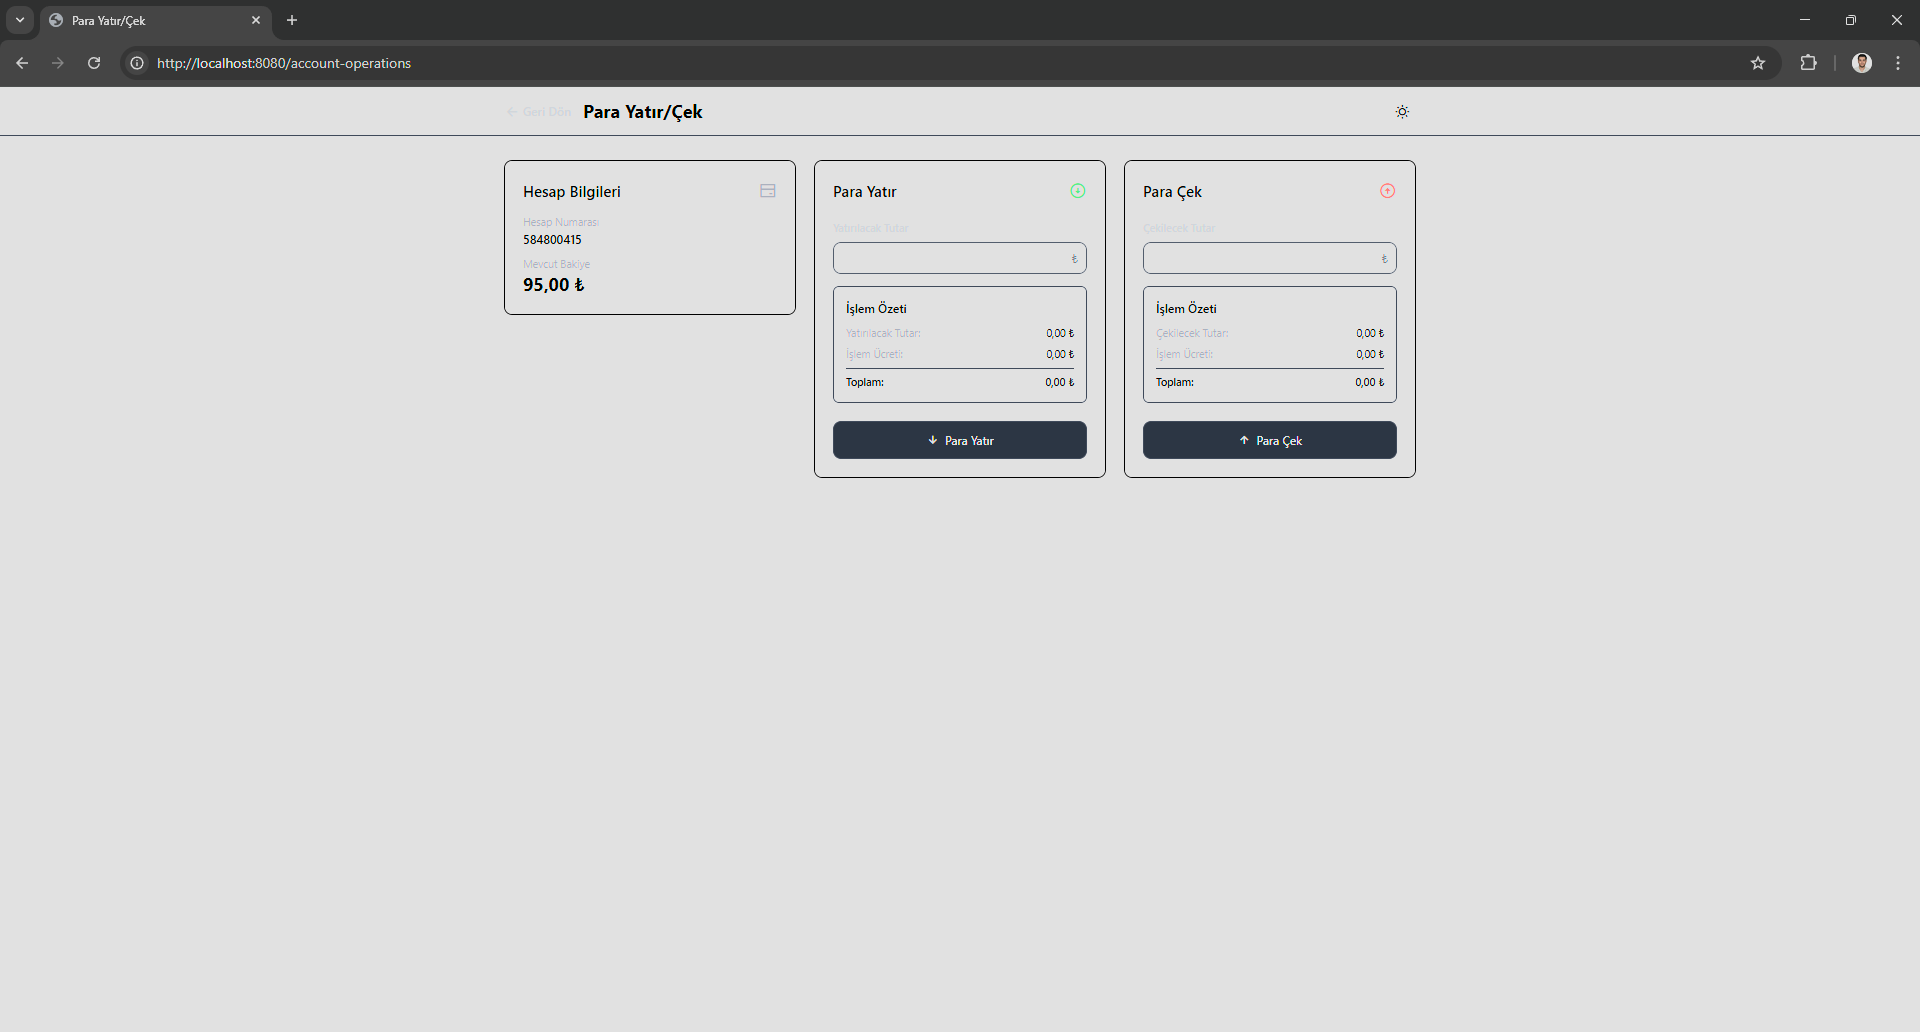 Para Yatır/Çek
http://localhost:8080/account-operations
Geri Dön
Para Yatır/Çek
Hesap Bilgileri
Hesap Numarası
584800415
Mevcut Bakiye
95,00 ₺
Para Yatır
Yatırılacak Tutar
₺
İşlem Özeti
Yatırılacak Tutar: 0,00 ₺
İşlem Ücreti: 0,00 ₺
Toplam: 0,00 ₺
Para Yatır
Para Çek
Çekilecek Tutar
₺
İşlem Özeti
Çekilecek Tutar: 0,00 ₺
İşlem Ücreti: 0,00 ₺
Toplam: 0,00 ₺
Para Çek